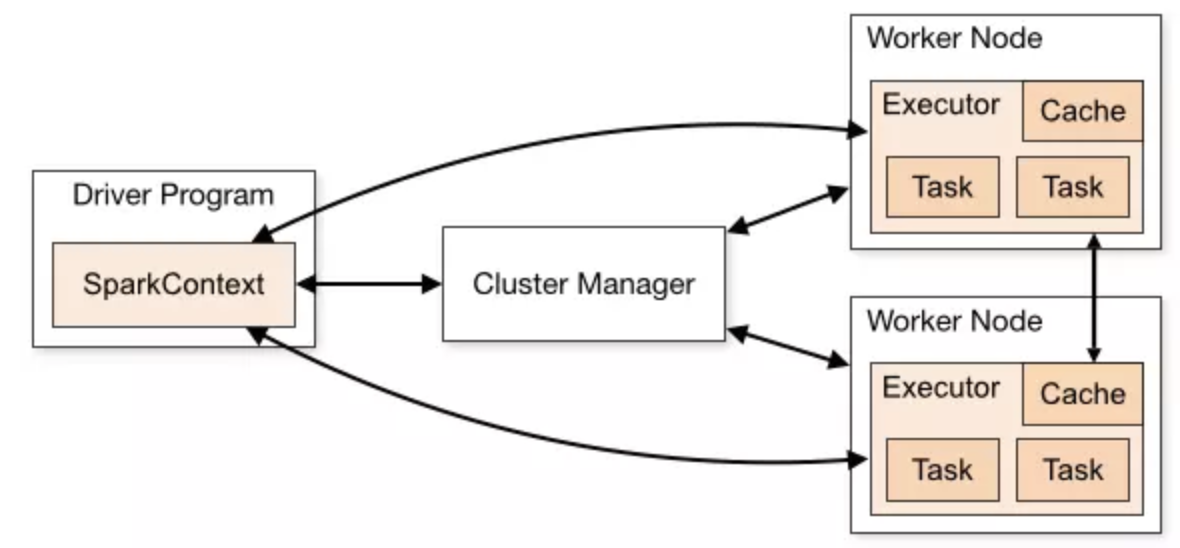 Driver Program
SparkContext
Cluster Manager
Worker Node
Executor
Cache
Task
Task
Worker Node
Executor
Cache
Task
Task